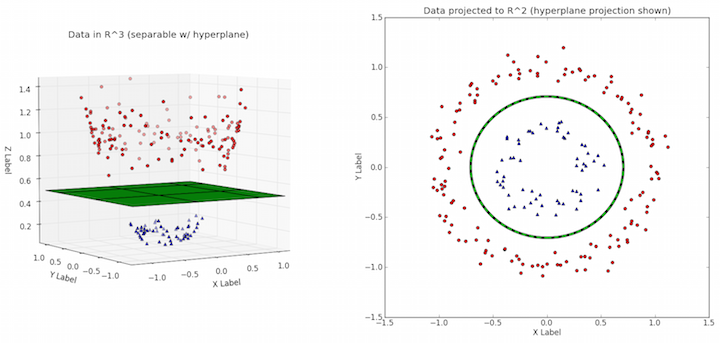 Data in R^3 (separable w/ hyperplane)
1.4
1.2
1.0
0.8
0.6
0.4
0.2
Z Label
1.0 0.5 0.0 −0.5 −1.0
Y Label
−1.0 −0.5 0.0 0.5 1.0
X Label
Data projected to R^2 (hyperplane projection shown)
1.5
1.0
0.5
0.0
−0.5
−1.0
−1.5
Y Label
−1.5 −1.0 −0.5 0.0 0.5 1.0 1.5
X Label